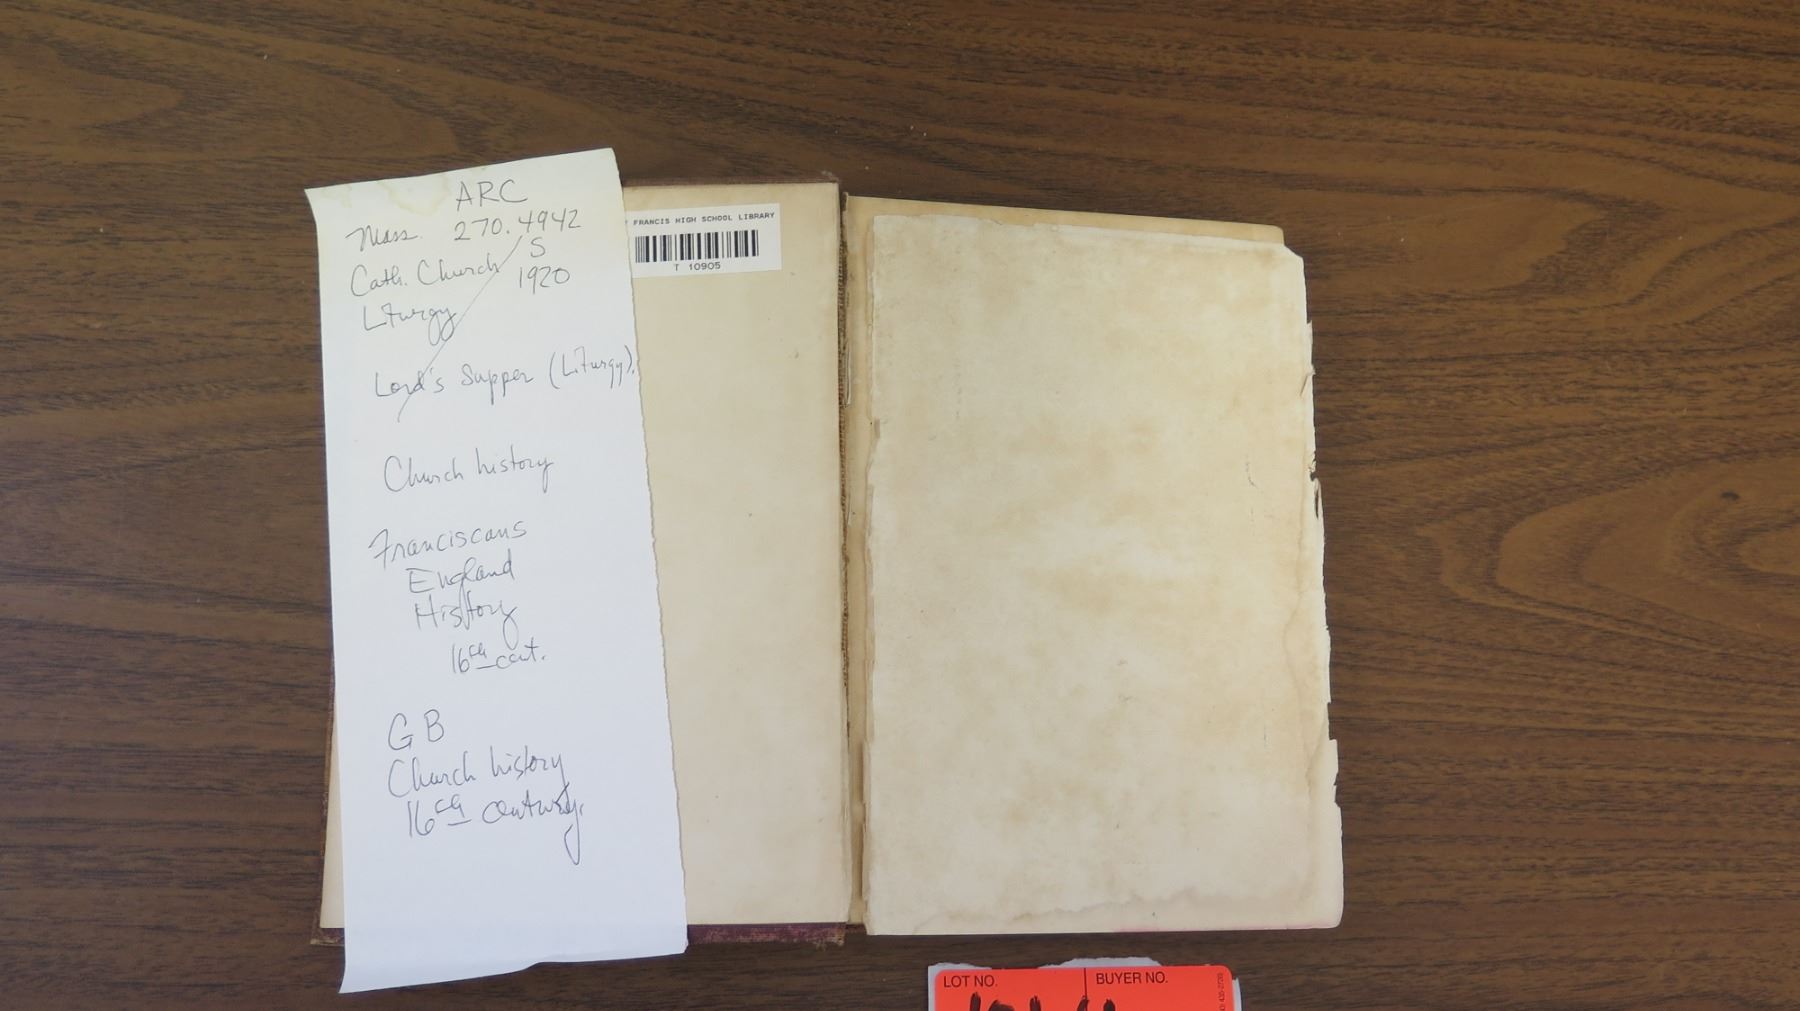 ARC
Mass. 270.4942
Cath. Church S
1920
Liturgy
Lord's Supper (Liturgy).
Church history
Franciscans
England
History
16th cent.
GB
Church history
16th century.
FRANCIS HIGH SCHOOL LIBRARY
T 10905
LOT NO. BUYER NO.